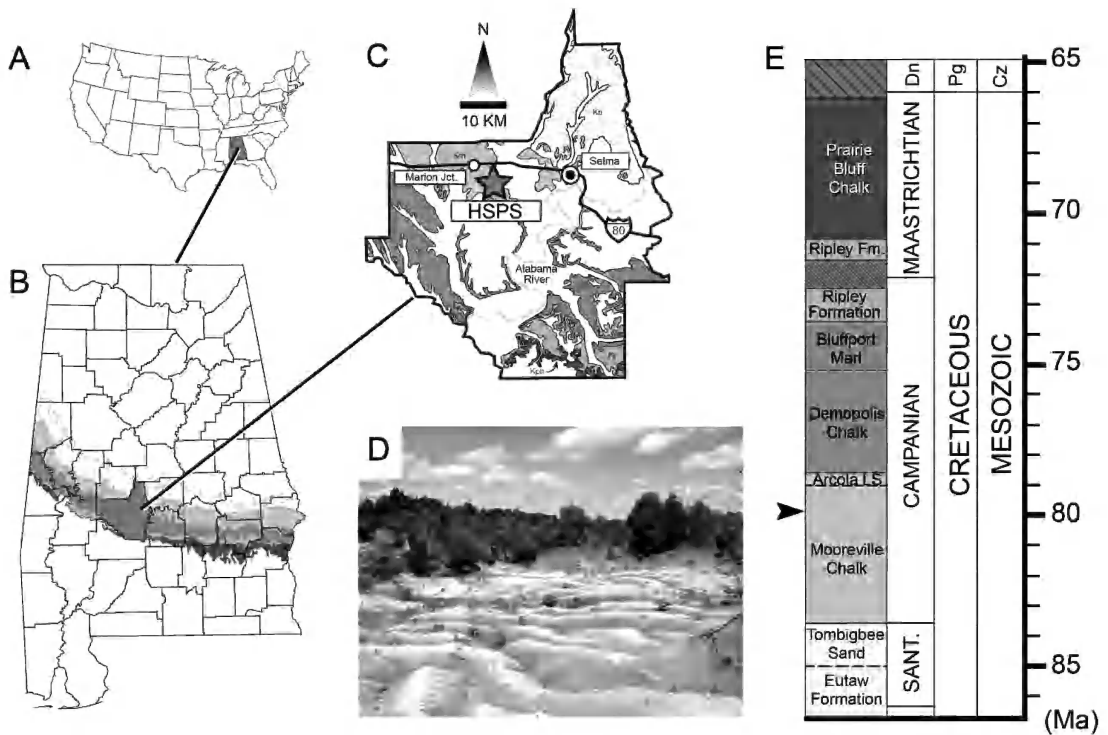 A
B
C
N
10 KM
Kn
Km
Marion Jct.
Selma
HSPS
80
Alabama
River
Kpb
D
E
Dn
Pg
Cz
MAASTRICHTIAN
CAMPANIAN
SANT.
CRETACEOUS
MESOZOIC
Prairie
Bluff
Chalk
Ripley Fm.
Ripley
Formation
Bluffport
Marl
Demopolis
Chalk
Arcola LS
Mooreville
Chalk
Tombigbee
Sand
Eutaw
Formation
65
70
75
80
85
(Ma)